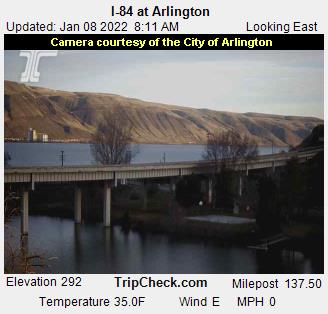 I-84 at Arlington
Updated: Jan 08 2022 8:11 AM Looking East
Camera courtesy of the City of Arlington
Elevation 292 TripCheck.com Milepost 137.50
Temperature 35.0F Wind E MPH 0